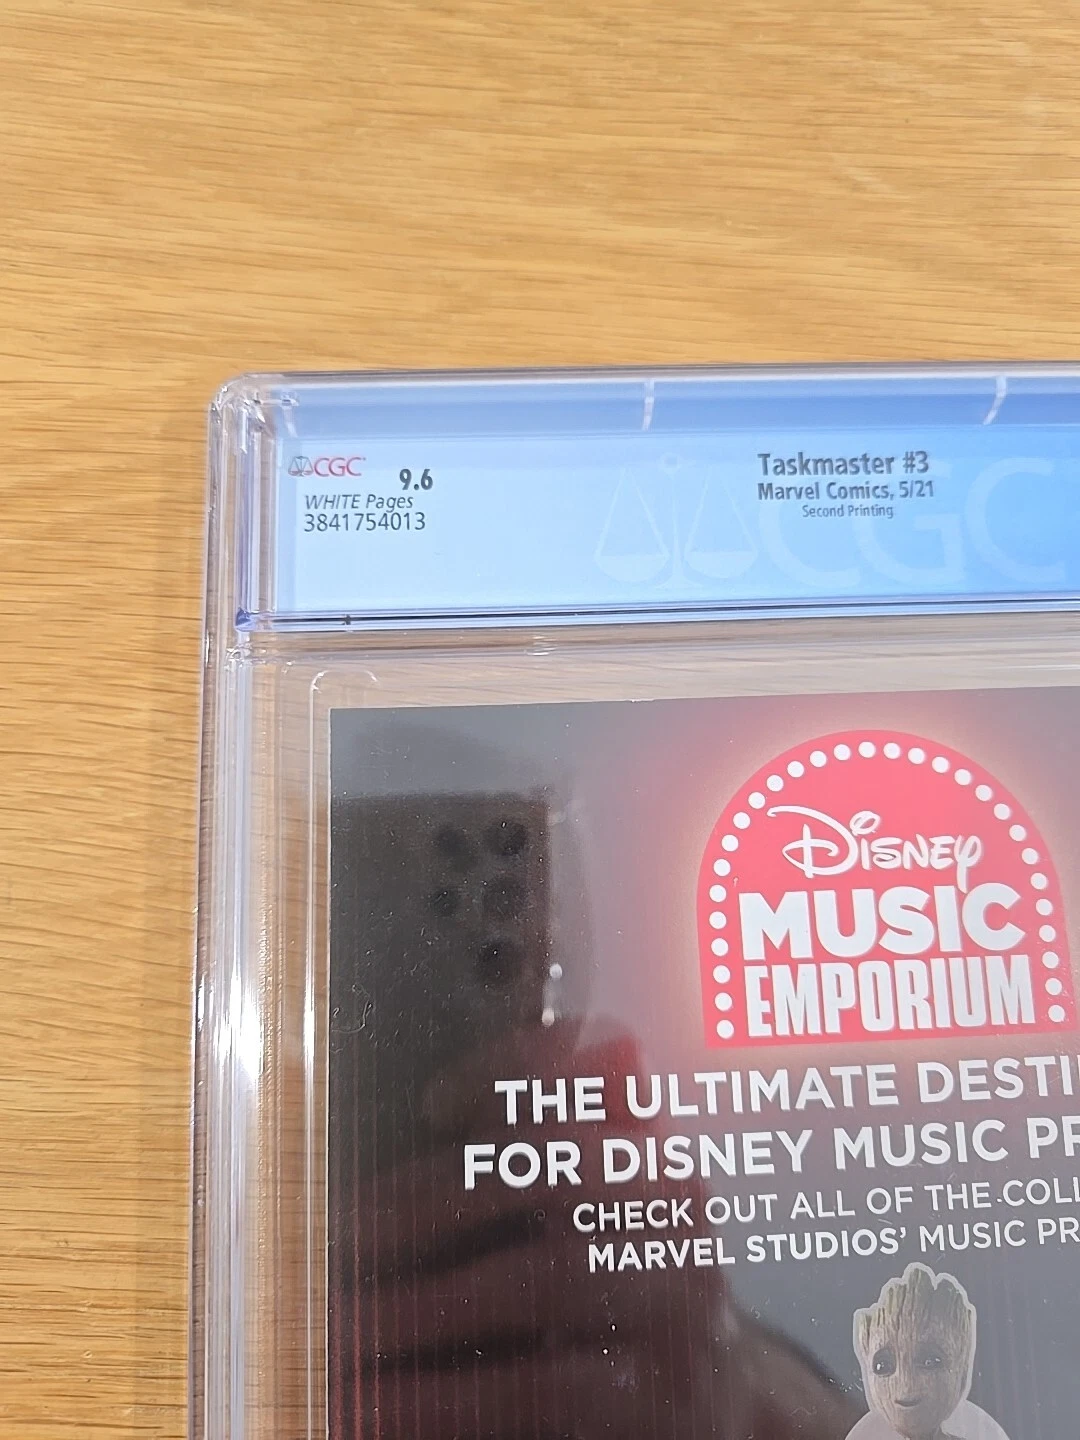 CGC
9.6
WHITE Pages
3841754013
Taskmaster #3
Marvel Comics, 5/21
Second Printing
CGC
Disney
MUSIC
EMPORIUM
THE ULTIMATE DESTI
FOR DISNEY MUSIC PR
CHECK OUT ALL OF THE COLL
MARVEL STUDIOS' MUSIC PR